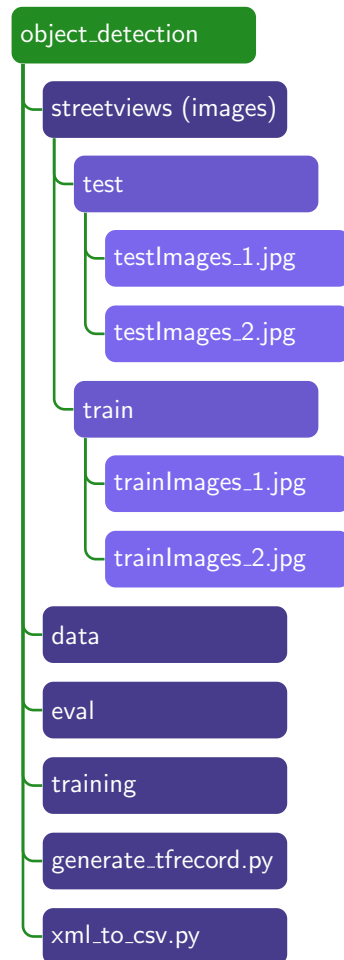 object_detection
streetviews (images)
test
testImages_1.jpg
testImages_2.jpg
train
trainImages_1.jpg
trainImages_2.jpg
data
eval
training
generate_tfrecord.py
xml_to_csv.py